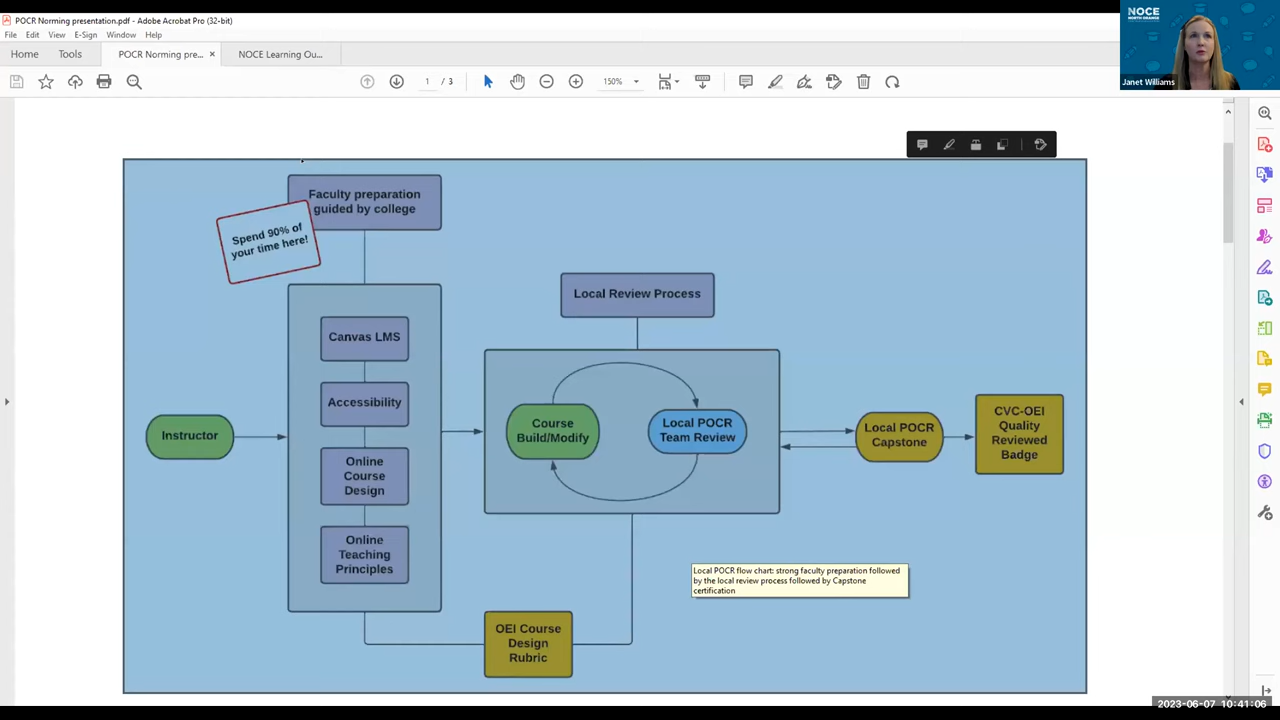 POCR Norming presentation.pdf - Adobe Acrobat Pro (32-bit)
File Edit View E-Sign Window Help
Home Tools POCR Norming pre... × NOCE Learning Ou...
1 / 3 150%
NOCE
NORTH ORANGE
Janet Williams
Faculty preparation
guided by college
Spend 90% of
your time here!
Local Review Process
Canvas LMS
Accessibility
Online
Course
Design
Online
Teaching
Principles
Instructor
Course
Build/Modify
Local POCR
Team Review
Local POCR
Capstone
CVC-OEI
Quality
Reviewed
Badge
Local POCR flow chart: strong faculty preparation followed
by the local review process followed by Capstone
certification
OEI Course
Design
Rubric
2023-06-07 10:41:06